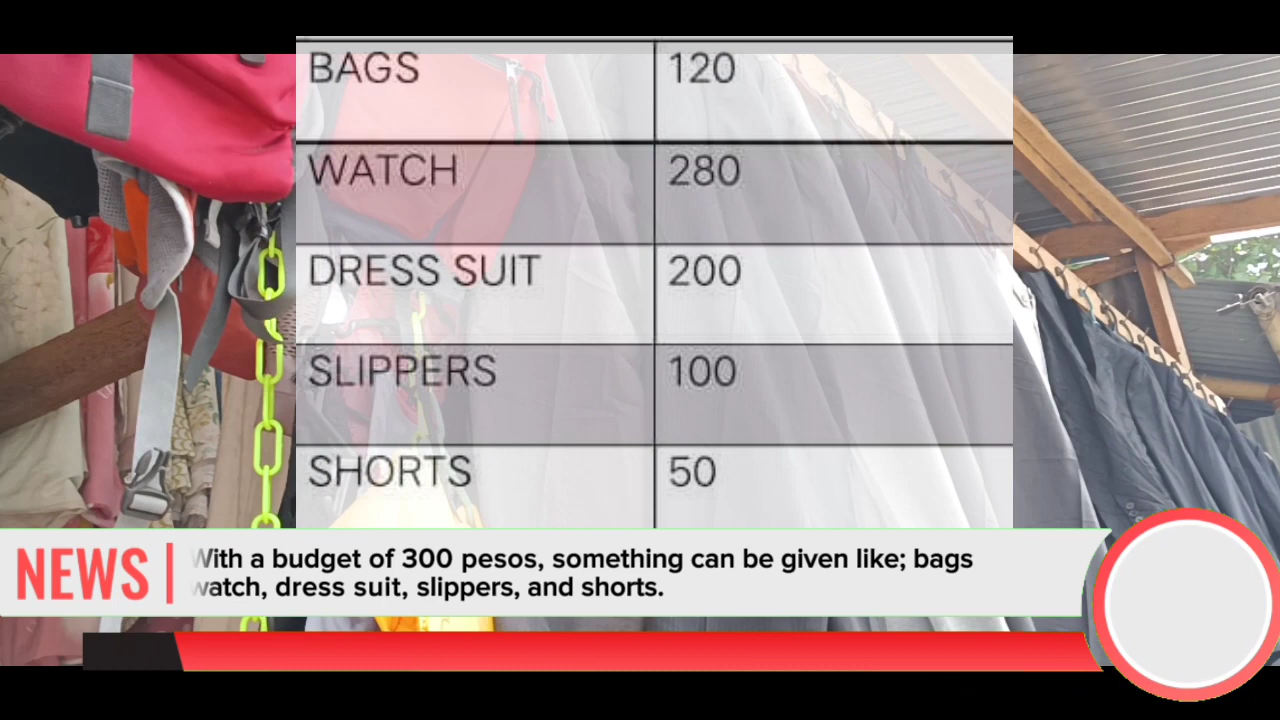 BAGS 120
WATCH 280
DRESS SUIT 200
SLIPPERS 100
SHORTS 50
NEWS
With a budget of 300 pesos, something can be given like; bags
watch, dress suit, slippers, and shorts.